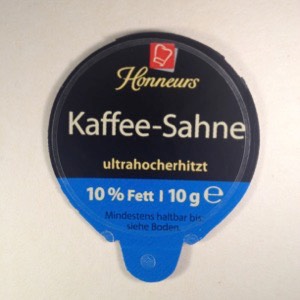 Honneurs
Kaffee-Sahne
ultrahocherhitzt
10 % Fett | 10 g ℮
Mindestens haltbar bis
siehe Boden